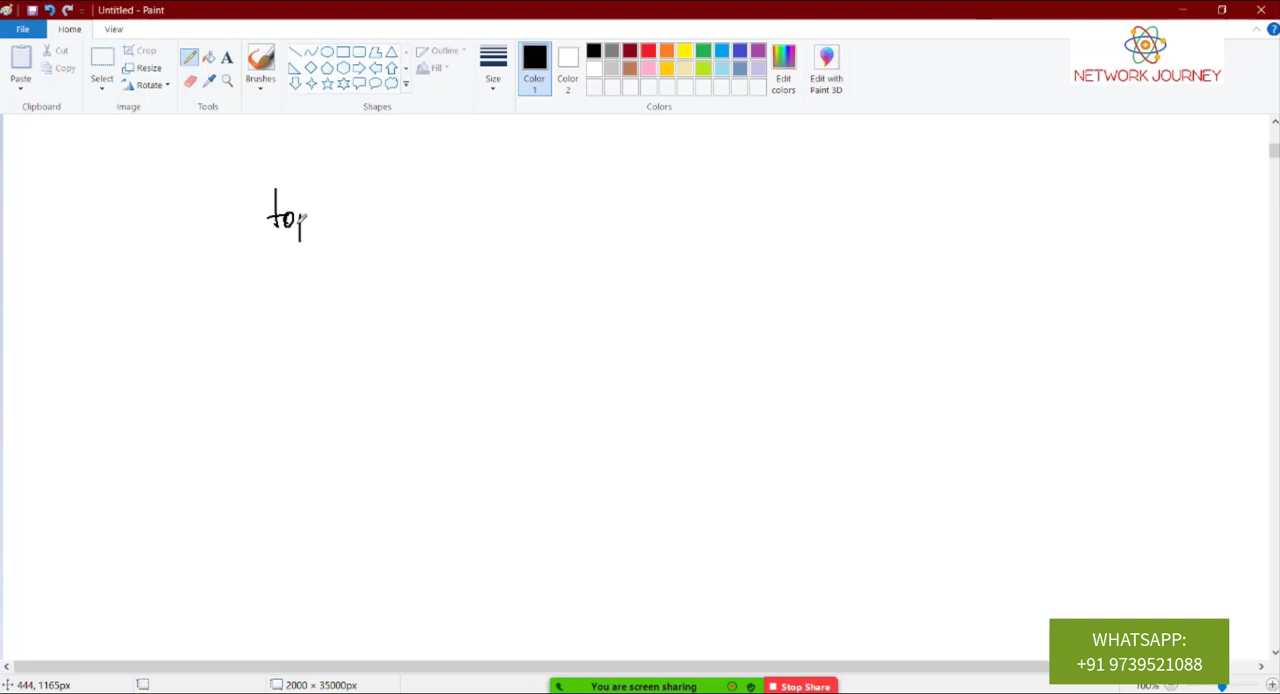 Untitled - Paint
File
Home
View
Paste
Cut
Copy
Clipboard
Select
Crop
Resize
Rotate
Image
Tools
Brushes
Shapes
Outline
Fill
Size
Color 1
Color 2
Edit colors
Edit with Paint 3D
Colors
NETWORK JOURNEY
top
WHATSAPP:
+91 9739521088
444, 1165px
2000 × 35000px
You are screen sharing
Stop Share
100%